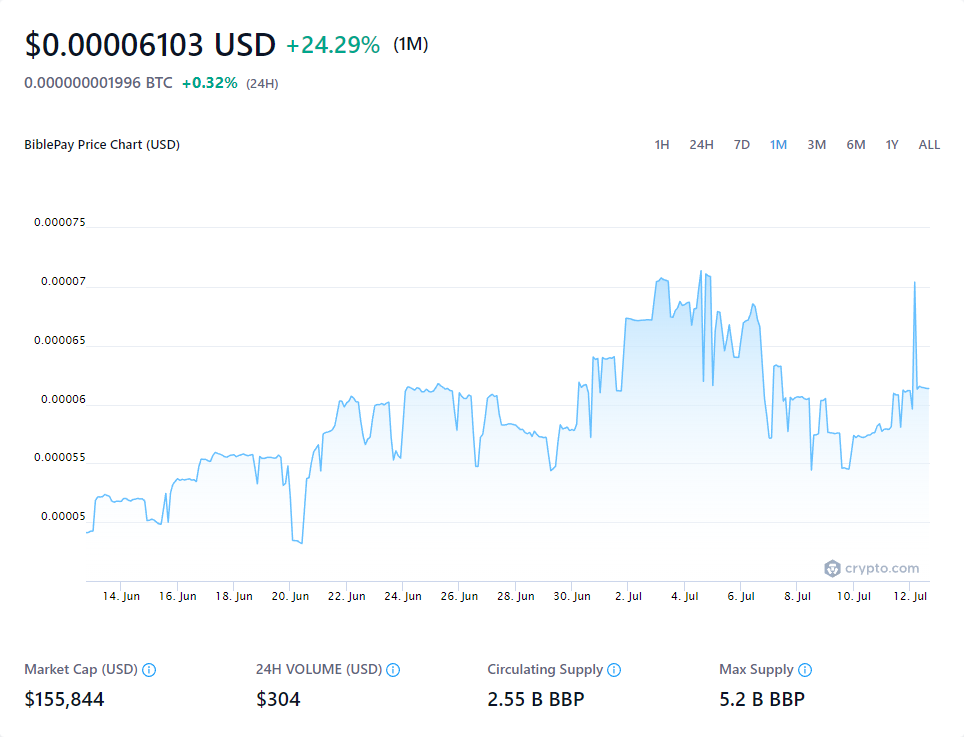 $0.00006103 USD +24.29% (1M)
0.000000001996 BTC +0.32% (24H)
BiblePay Price Chart (USD) 1H 24H 7D 1M 3M 6M 1Y ALL
0.000075
0.00007
0.000065
0.00006
0.000055
0.00005
crypto.com
14. Jun 16. Jun 18. Jun 20. Jun 22. Jun 24. Jun 26. Jun 28. Jun 30. Jun 2. Jul 4. Jul 6. Jul 8. Jul 10. Jul 12. Jul
Market Cap (USD) 24H VOLUME (USD) Circulating Supply Max Supply
$155,844 $304 2.55 B BBP 5.2 B BBP